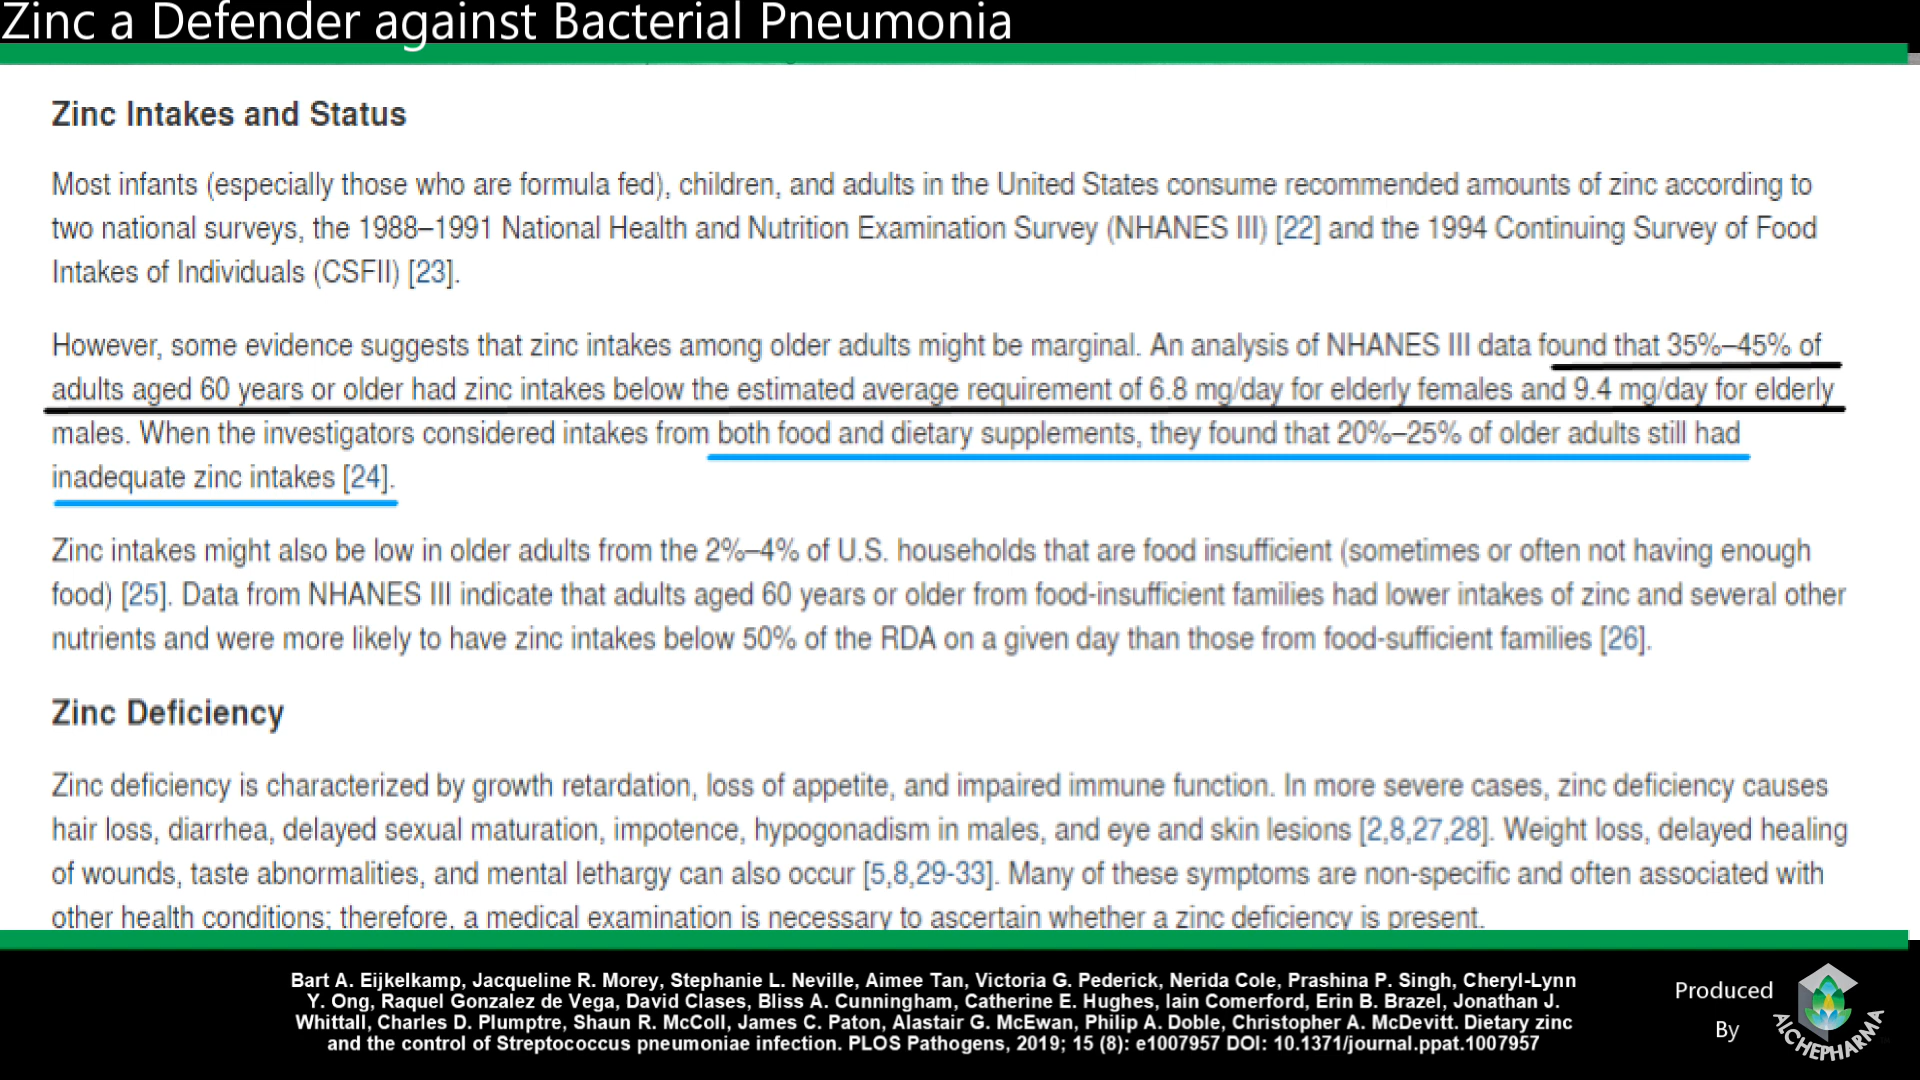 Zinc a Defender against Bacterial Pneumonia
Zinc Intakes and Status
Most infants (especially those who are formula fed), children, and adults in the United States consume recommended amounts of zinc according to
two national surveys, the 1988–1991 National Health and Nutrition Examination Survey (NHANES III) [22] and the 1994 Continuing Survey of Food
Intakes of Individuals (CSFII) [23].
However, some evidence suggests that zinc intakes among older adults might be marginal. An analysis of NHANES III data found that 35%–45% of
adults aged 60 years or older had zinc intakes below the estimated average requirement of 6.8 mg/day for elderly females and 9.4 mg/day for elderly
males. When the investigators considered intakes from both food and dietary supplements, they found that 20%–25% of older adults still had
inadequate zinc intakes [24].
Zinc intakes might also be low in older adults from the 2%–4% of U.S. households that are food insufficient (sometimes or often not having enough
food) [25]. Data from NHANES III indicate that adults aged 60 years or older from food-insufficient families had lower intakes of zinc and several other
nutrients and were more likely to have zinc intakes below 50% of the RDA on a given day than those from food-sufficient families [26].
Zinc Deficiency
Zinc deficiency is characterized by growth retardation, loss of appetite, and impaired immune function. In more severe cases, zinc deficiency causes
hair loss, diarrhea, delayed sexual maturation, impotence, hypogonadism in males, and eye and skin lesions [2,8,27,28]. Weight loss, delayed healing
of wounds, taste abnormalities, and mental lethargy can also occur [5,8,29-33]. Many of these symptoms are non-specific and often associated with
other health conditions; therefore, a medical examination is necessary to ascertain whether a zinc deficiency is present.
Bart A. Eijkelkamp, Jacqueline R. Morey, Stephanie L. Neville, Aimee Tan, Victoria G. Pederick, Nerida Cole, Prashina P. Singh, Cheryl-Lynn
Y. Ong, Raquel Gonzalez de Vega, David Clases, Bliss A. Cunningham, Catherine E. Hughes, Iain Comerford, Erin B. Brazel, Jonathan J.
Whittall, Charles D. Plumptre, Shaun R. McColl, James C. Paton, Alastair G. McEwan, Philip A. Doble, Christopher A. McDevitt. Dietary zinc
and the control of Streptococcus pneumoniae infection. PLOS Pathogens, 2019; 15 (8): e1007957 DOI: 10.1371/journal.ppat.1007957
Produced
By
ALCHEPHARMA